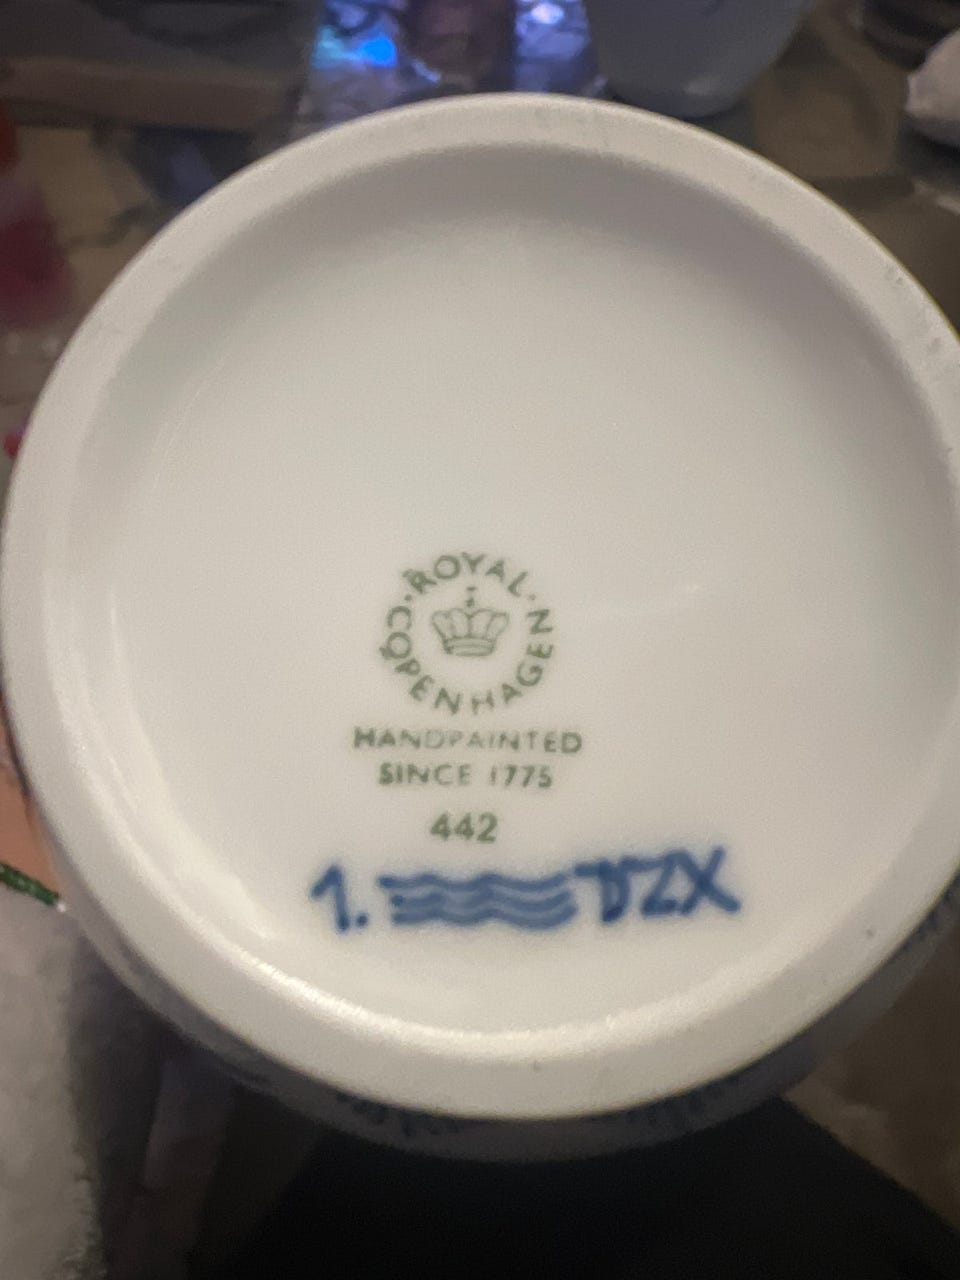 ROYAL · COPENHAGEN ·
HANDPAINTED
SINCE 1775
442
1.